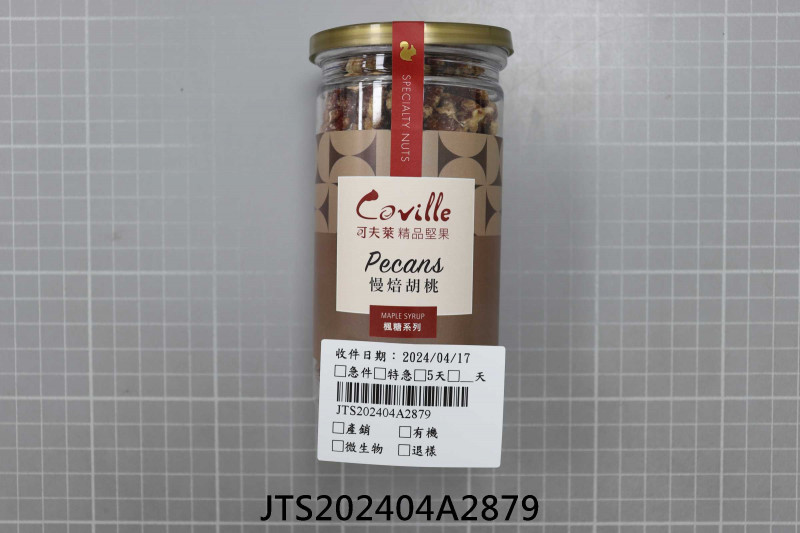 SPECIALTY NUTS
Coville
可夫萊精品堅果
Pecans
慢焙胡桃
MAPLE SYRUP
楓糖系列
收件日期：2024/04/17
□急件□特急□5天□__天
JTS202404A2879
□產銷 □有機
□微生物 □退樣
JTS202404A2879